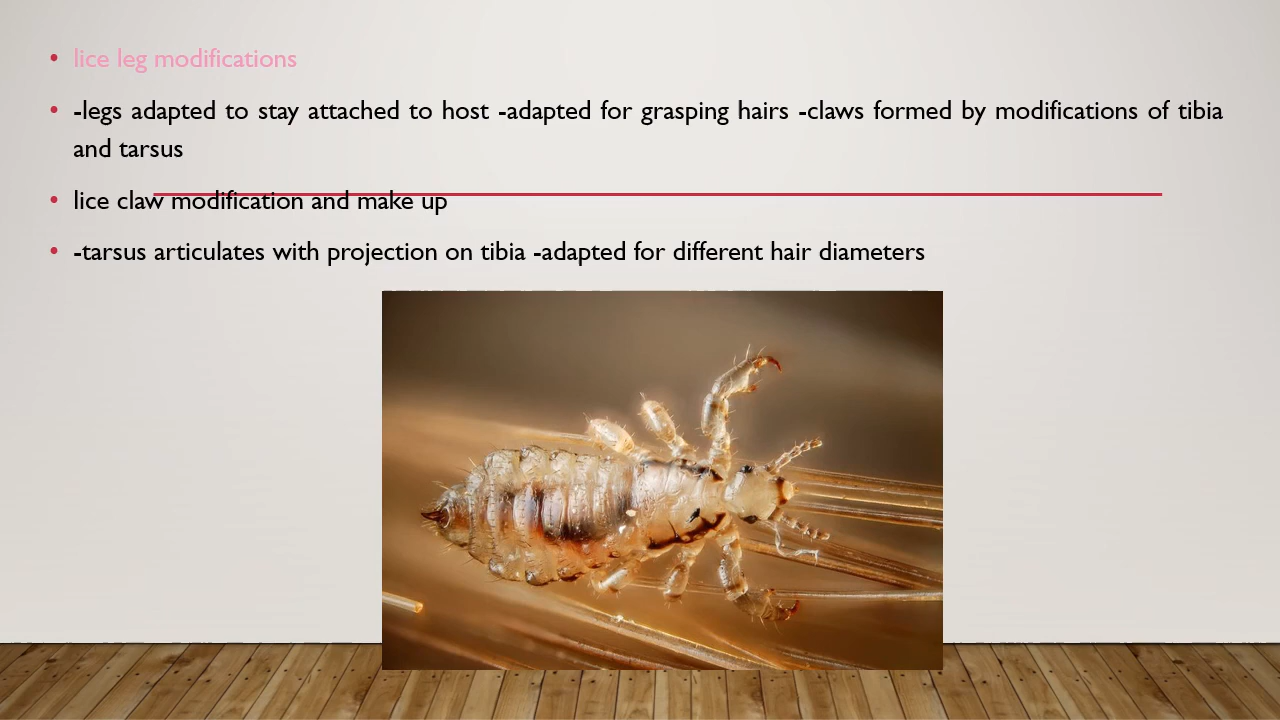 • lice leg modifications
• -legs adapted to stay attached to host -adapted for grasping hairs -claws formed by modifications of tibia
and tarsus
• lice claw modification and make up
• -tarsus articulates with projection on tibia -adapted for different hair diameters